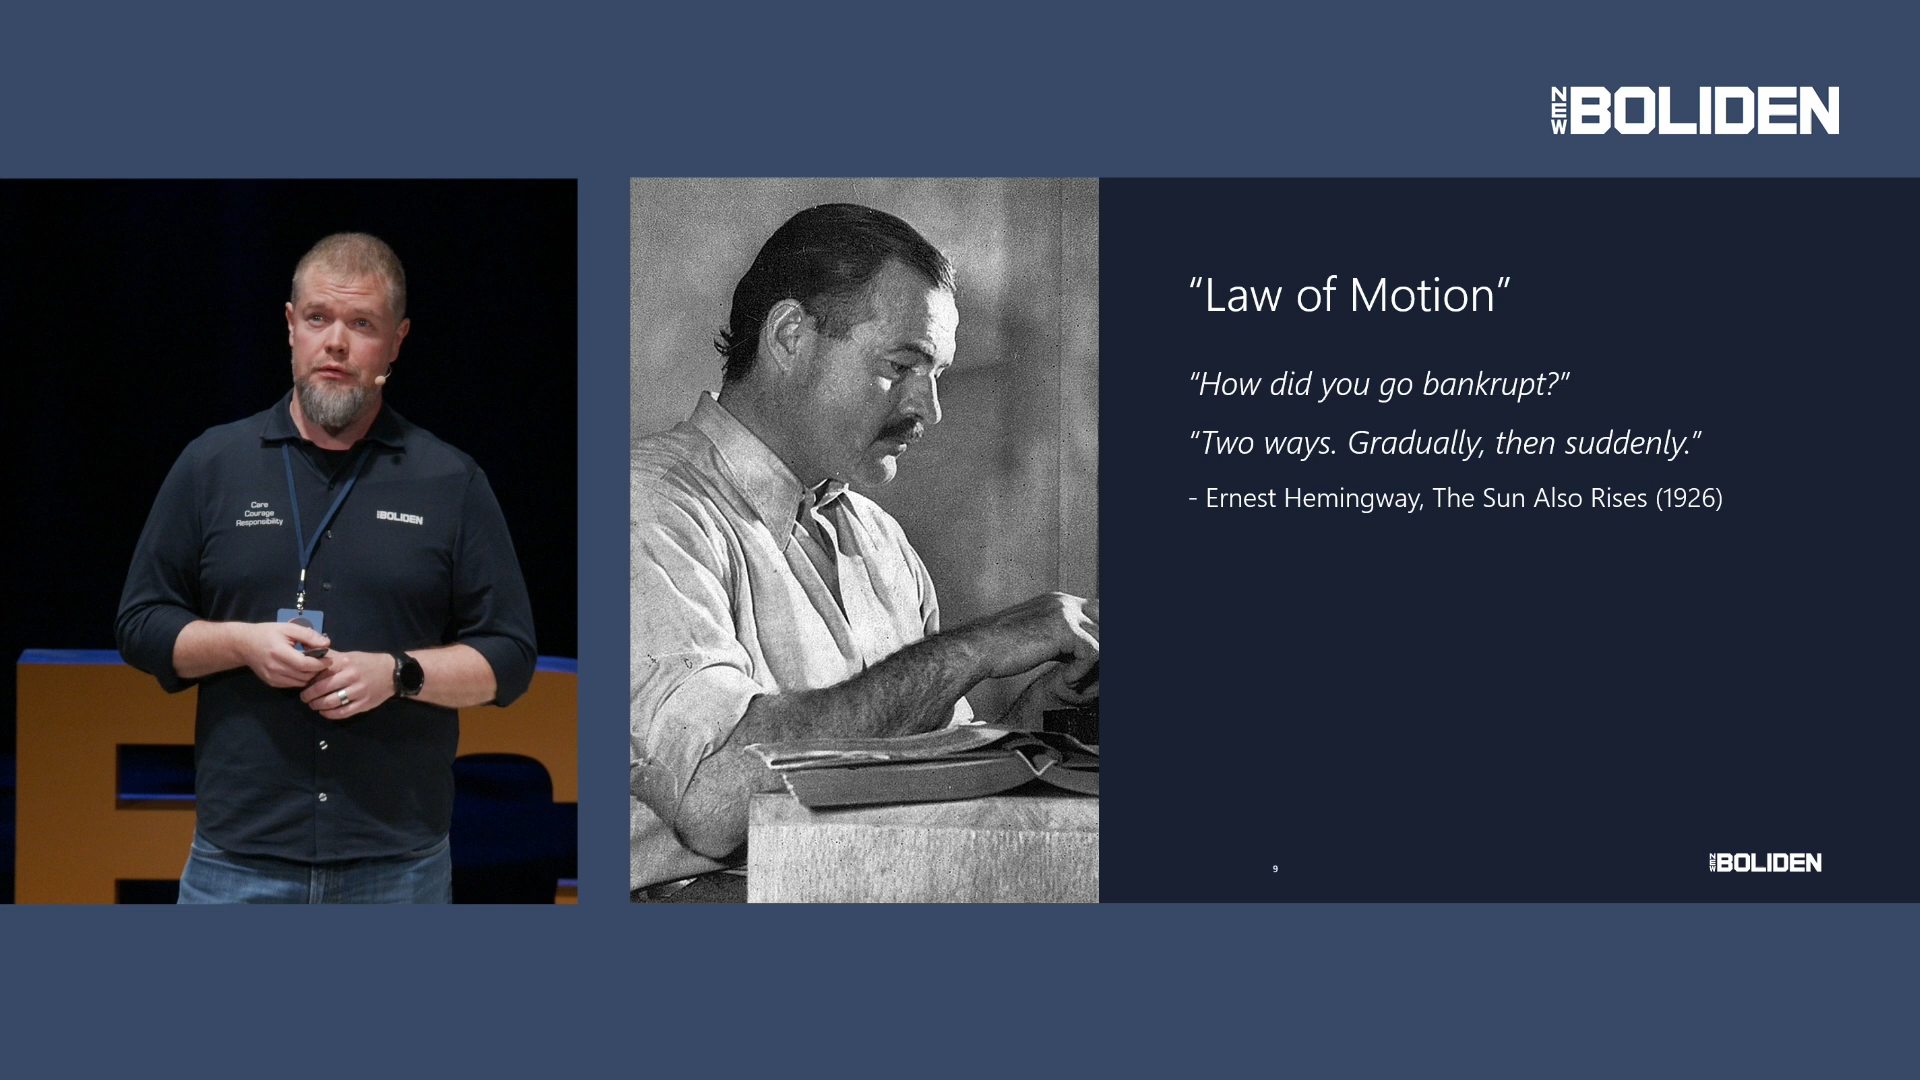 NEW BOLIDEN
“Law of Motion”
“How did you go bankrupt?”
“Two ways. Gradually, then suddenly.”
- Ernest Hemingway, The Sun Also Rises (1926)
Care
Courage
Responsibility
BOLIDEN
9
NEW BOLIDEN